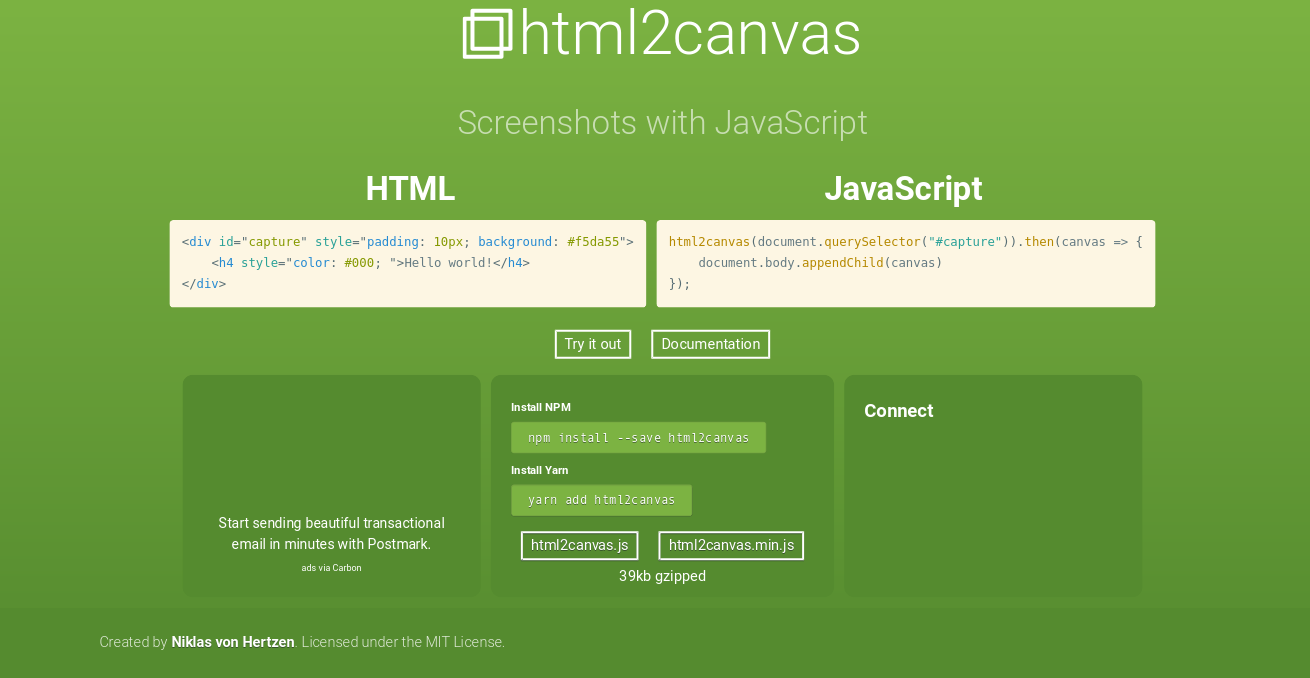 html2canvas
Screenshots with JavaScript
HTML
<div id="capture" style="padding: 10px; background: #f5da55">
    <h4 style="color: #000; ">Hello world!</h4>
</div>
JavaScript
html2canvas(document.querySelector("#capture")).then(canvas => {
    document.body.appendChild(canvas)
});
Try it out
Documentation
Start sending beautiful transactional
email in minutes with Postmark.
ads via Carbon
Install NPM
npm install --save html2canvas
Install Yarn
yarn add html2canvas
html2canvas.js
html2canvas.min.js
39kb gzipped
Connect
Created by Niklas von Hertzen. Licensed under the MIT License.